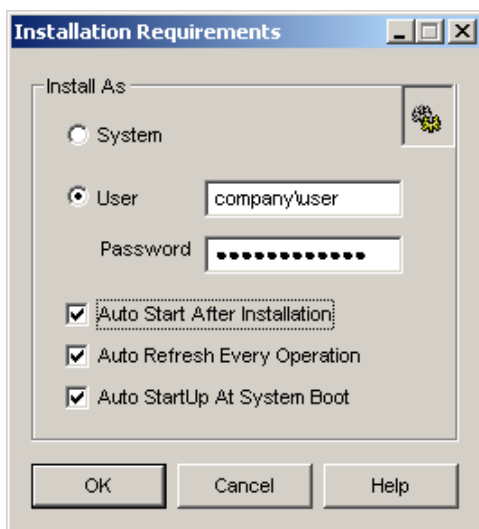 Installation Requirements
Install As
System
User company\user
Password ••••••••••••
Auto Start After Installation
Auto Refresh Every Operation
Auto StartUp At System Boot
OK Cancel Help